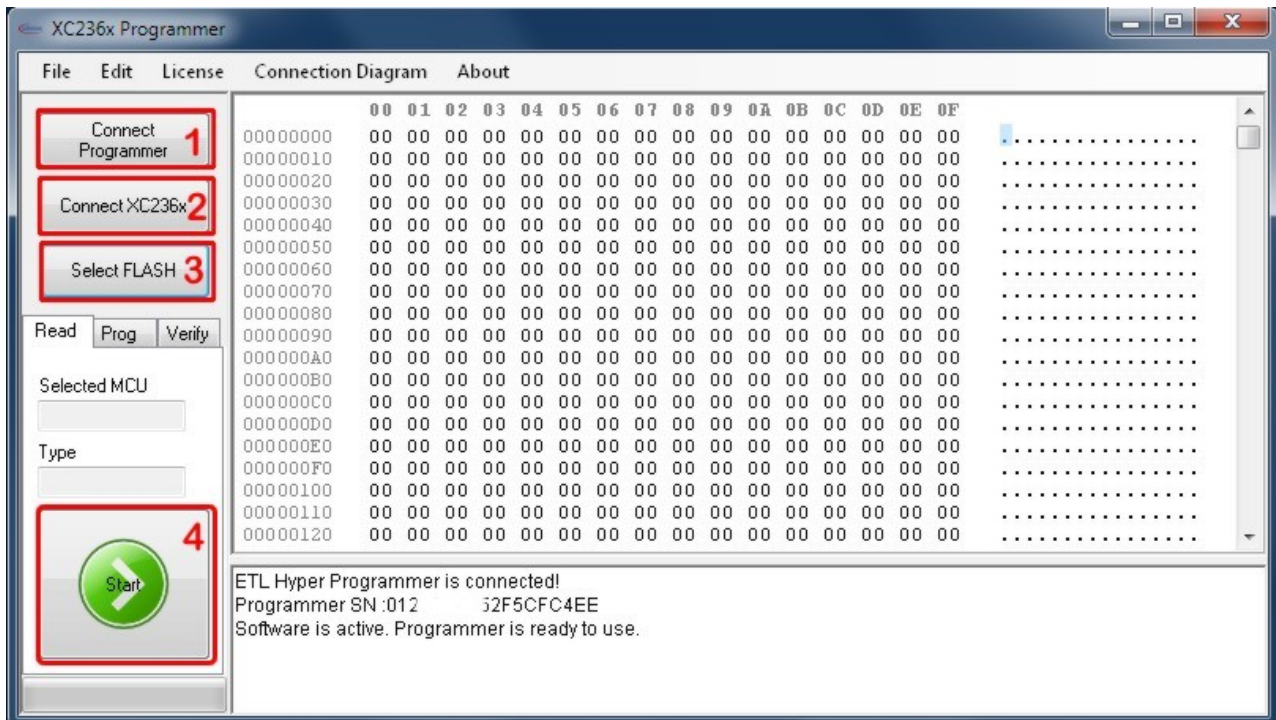 XC236x Programmer
File Edit License Connection Diagram About
Connect
Programmer 1
Connect XC236x 2
Select FLASH 3
Read Prog Verify
Selected MCU
Type
4
Start
00 01 02 03 04 05 06 07 08 09 0A 0B 0C 0D 0E 0F
00000000 00 00 00 00 00 00 00 00 00 00 00 00 00 00 00 00 ................
00000010 00 00 00 00 00 00 00 00 00 00 00 00 00 00 00 00 ................
00000020 00 00 00 00 00 00 00 00 00 00 00 00 00 00 00 00 ................
00000030 00 00 00 00 00 00 00 00 00 00 00 00 00 00 00 00 ................
00000040 00 00 00 00 00 00 00 00 00 00 00 00 00 00 00 00 ................
00000050 00 00 00 00 00 00 00 00 00 00 00 00 00 00 00 00 ................
00000060 00 00 00 00 00 00 00 00 00 00 00 00 00 00 00 00 ................
00000070 00 00 00 00 00 00 00 00 00 00 00 00 00 00 00 00 ................
00000080 00 00 00 00 00 00 00 00 00 00 00 00 00 00 00 00 ................
00000090 00 00 00 00 00 00 00 00 00 00 00 00 00 00 00 00 ................
000000A0 00 00 00 00 00 00 00 00 00 00 00 00 00 00 00 00 ................
000000B0 00 00 00 00 00 00 00 00 00 00 00 00 00 00 00 00 ................
000000C0 00 00 00 00 00 00 00 00 00 00 00 00 00 00 00 00 ................
000000D0 00 00 00 00 00 00 00 00 00 00 00 00 00 00 00 00 ................
000000E0 00 00 00 00 00 00 00 00 00 00 00 00 00 00 00 00 ................
000000F0 00 00 00 00 00 00 00 00 00 00 00 00 00 00 00 00 ................
00000100 00 00 00 00 00 00 00 00 00 00 00 00 00 00 00 00 ................
00000110 00 00 00 00 00 00 00 00 00 00 00 00 00 00 00 00 ................
00000120 00 00 00 00 00 00 00 00 00 00 00 00 00 00 00 00 ................
ETL Hyper Programmer is connected!
Programmer SN :012 52F5CFC4EE
Software is active. Programmer is ready to use.